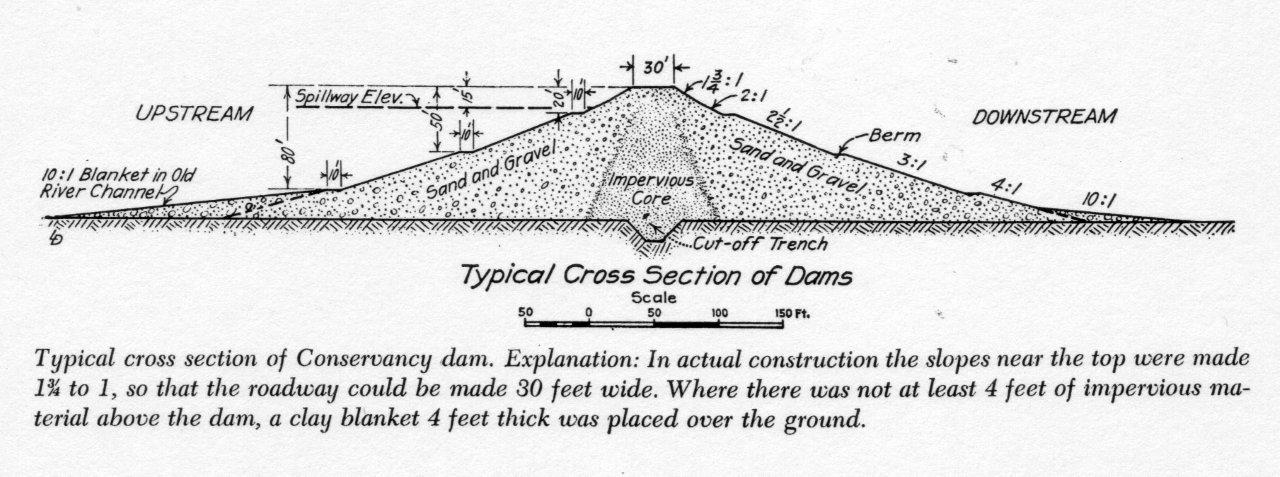 30'
1¾:1
2:1
2½:1
Spillway Elev.
15'
20'
10'
50'
10'
80'
10'
UPSTREAM
DOWNSTREAM
Berm
3:1
4:1
10:1
10:1 Blanket in Old
River Channel
Sand and Gravel
Sand and Gravel
Impervious
Core
Cut-off Trench
Typical Cross Section of Dams
Scale
50 0 50 100 150 Ft.
Typical cross section of Conservancy dam. Explanation: In actual construction the slopes near the top were made
1¾ to 1, so that the roadway could be made 30 feet wide. Where there was not at least 4 feet of impervious ma-
terial above the dam, a clay blanket 4 feet thick was placed over the ground.